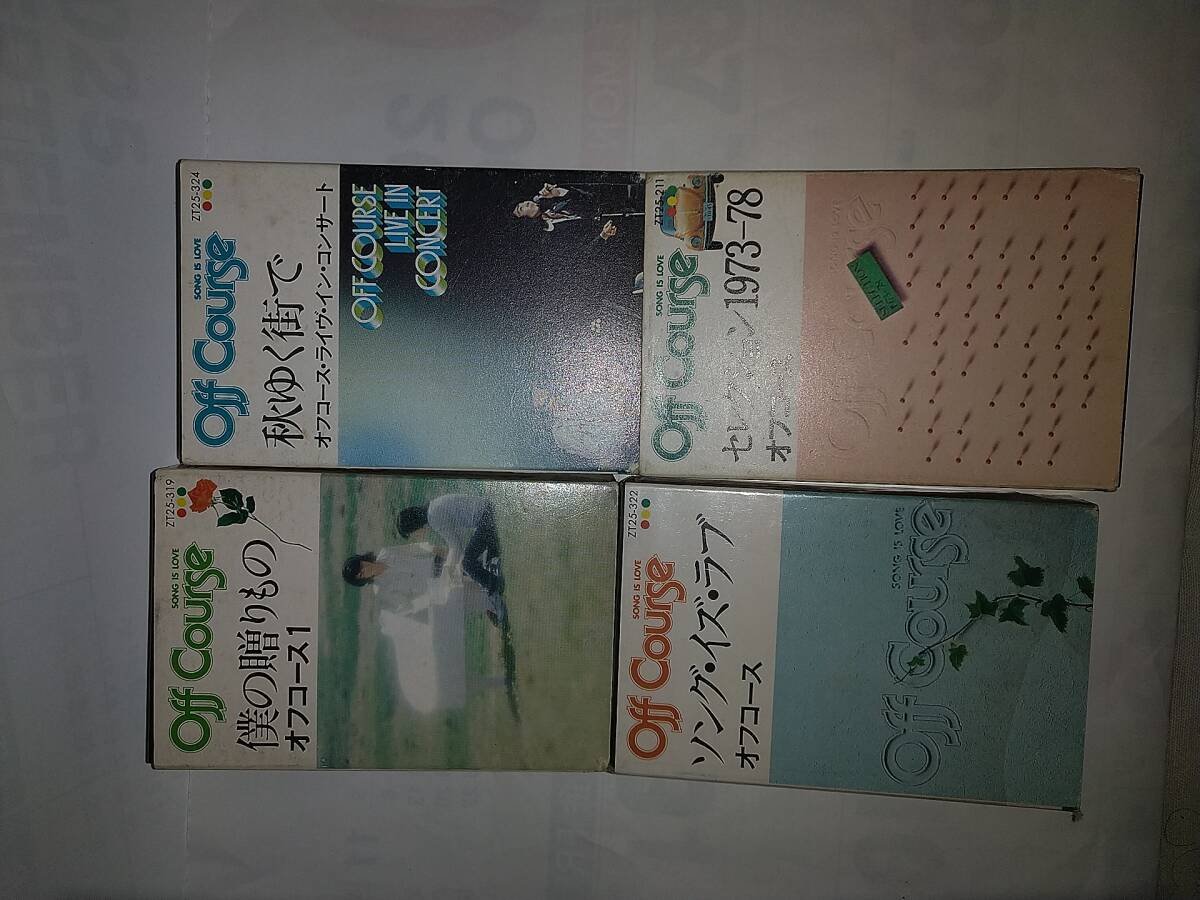 ZT25-324
SONG IS LOVE
Off Course
秋ゆく街で
オフコース・ライヴ・イン・コンサート
OFF COURSE
LIVE IN
CONCERT
ZT25-211
SONG IS LOVE
Off Course
セレクション1973-78
オフコース
Off Course
SELECTION
ZT25-319
SONG IS LOVE
Off Course
僕の贈りもの
オフコース1
ZT25-322
SONG IS LOVE
Off Course
ソング・イズ・ラブ
オフコース
SONG IS LOVE
Off Course